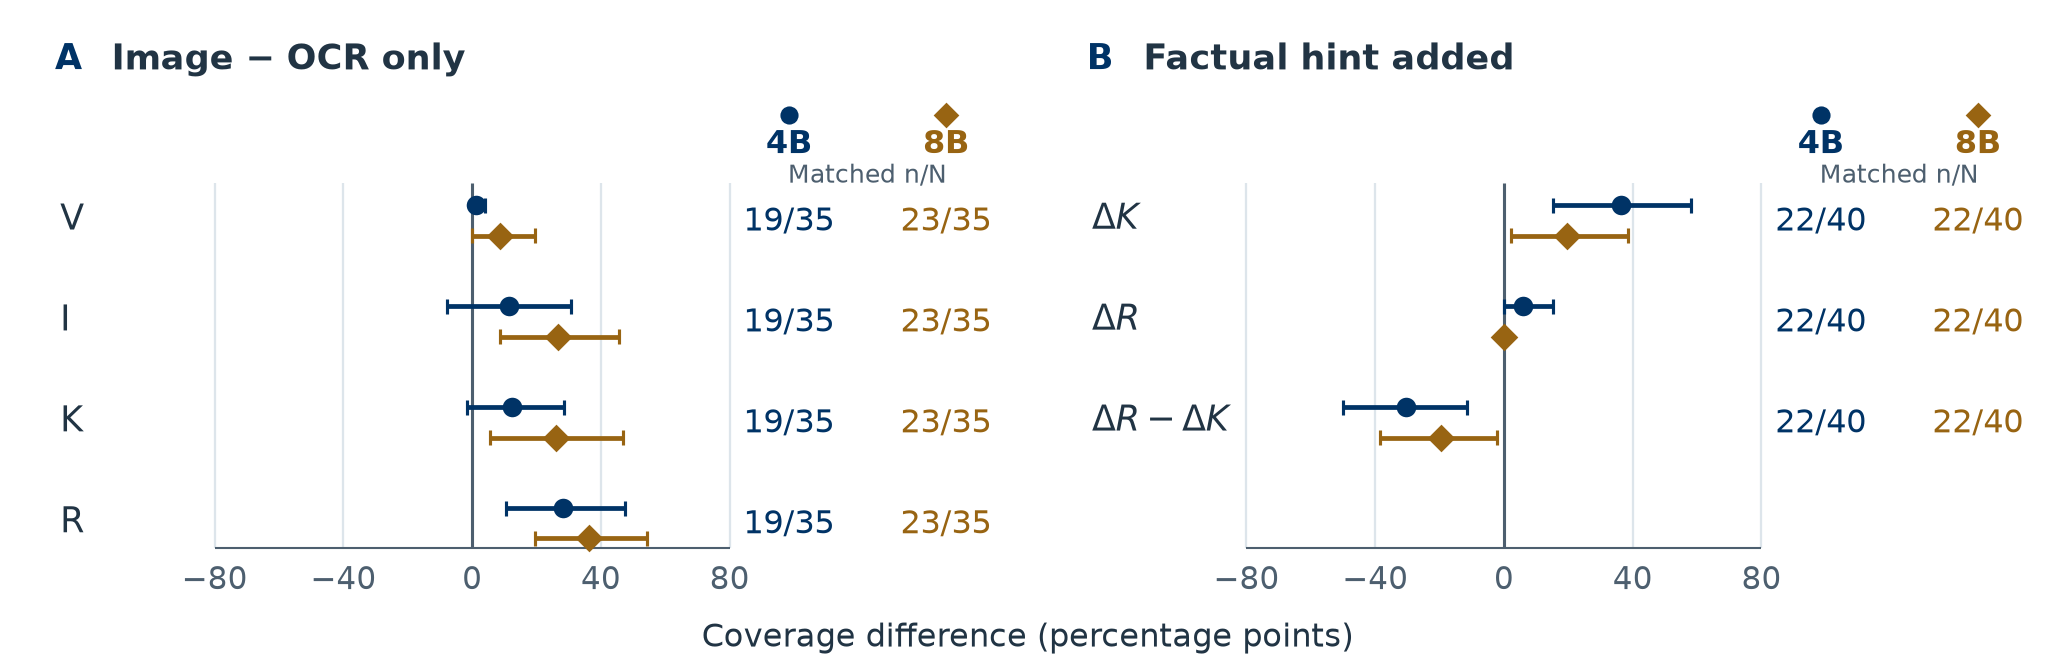 A Image − OCR only
4B 8B
Matched n/N
V 19/35 23/35
I 19/35 23/35
K 19/35 23/35
R 19/35 23/35
−80 −40 0 40 80
B Factual hint added
4B 8B
Matched n/N
ΔK 22/40 22/40
ΔR 22/40 22/40
ΔR − ΔK 22/40 22/40
−80 −40 0 40 80
Coverage difference (percentage points)